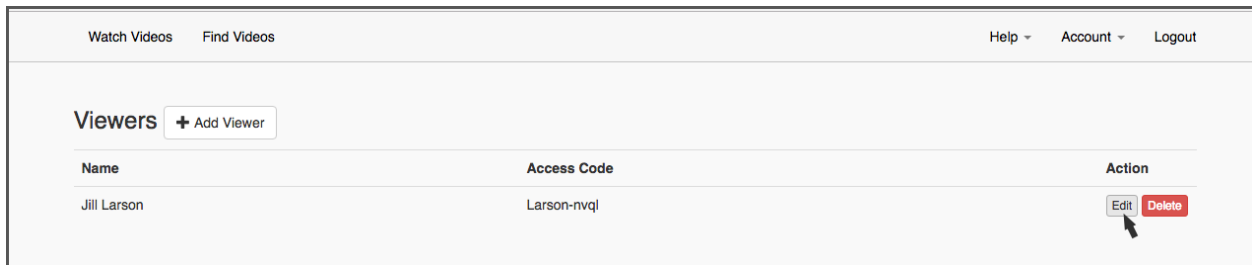 Watch Videos Find Videos Help Account Logout
Viewers + Add Viewer
Name Access Code Action
Jill Larson Larson-nvql Edit Delete